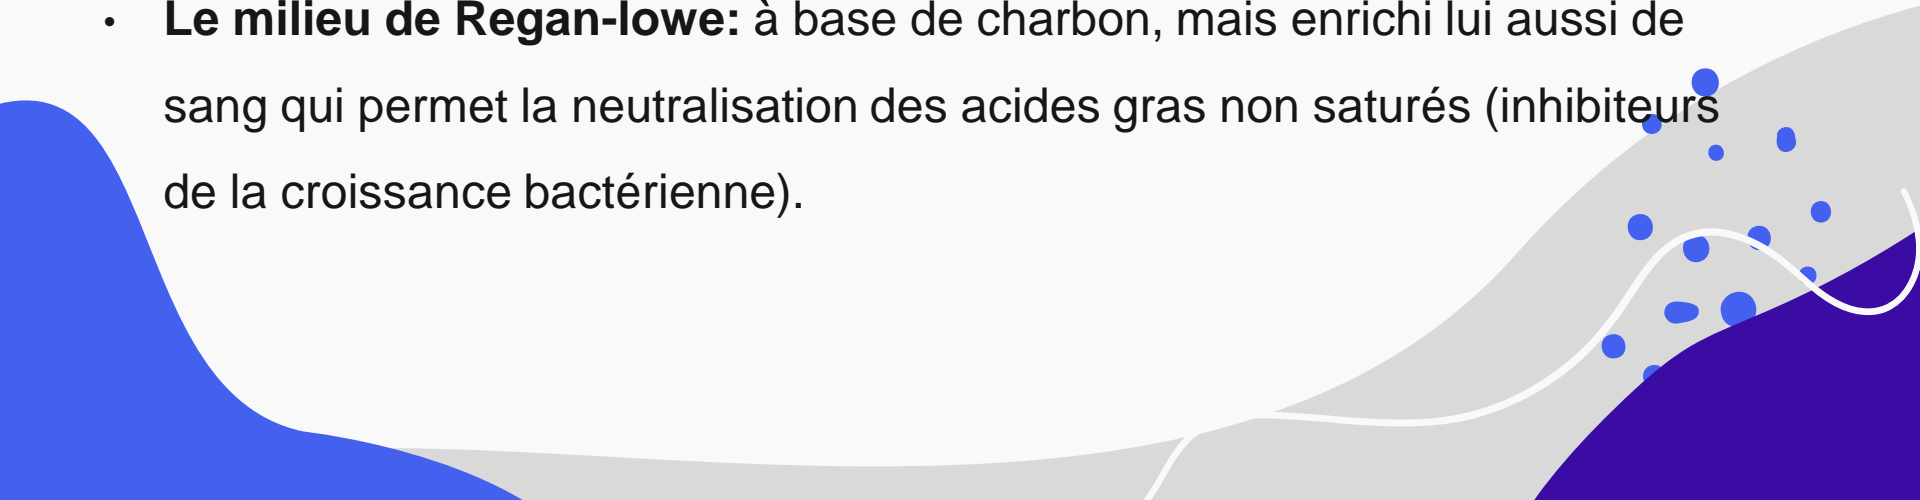 • Le milieu de Regan-lowe: à base de charbon, mais enrichi lui aussi de
sang qui permet la neutralisation des acides gras non saturés (inhibiteurs
de la croissance bactérienne).